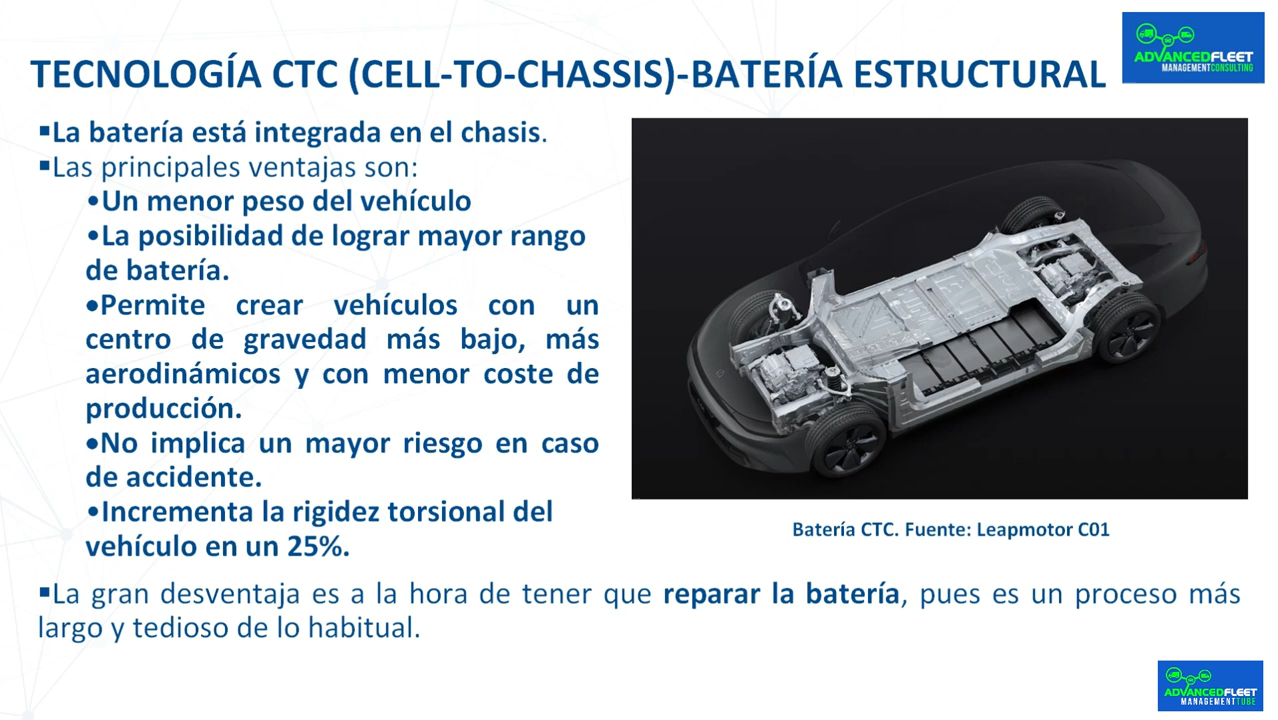 TECNOLOGÍA CTC (CELL-TO-CHASSIS)-BATERÍA ESTRUCTURAL
ADVANCEDFLEET
MANAGEMENTCONSULTING
▪La batería está integrada en el chasis.
▪Las principales ventajas son:
•Un menor peso del vehículo
•La posibilidad de lograr mayor rango
de batería.
•Permite crear vehículos con un
centro de gravedad más bajo, más
aerodinámicos y con menor coste de
producción.
•No implica un mayor riesgo en caso
de accidente.
•Incrementa la rigidez torsional del
vehículo en un 25%.
Batería CTC. Fuente: Leapmotor C01
▪La gran desventaja es a la hora de tener que reparar la batería, pues es un proceso más
largo y tedioso de lo habitual.
ADVANCEDFLEET
MANAGEMENTTUBE